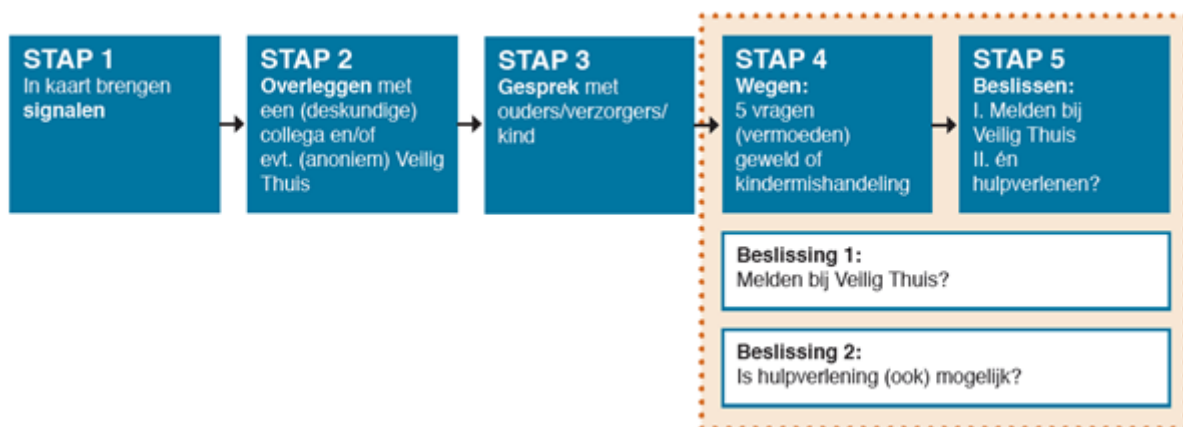 STAP 1
In kaart brengen
signalen
STAP 2
Overleggen met
een (deskundige)
collega en/of
evt. (anoniem) Veilig
Thuis
STAP 3
Gesprek met
ouders/verzorgers/
kind
STAP 4
Wegen:
5 vragen
(vermoeden)
geweld of
kindermishandeling
STAP 5
Beslissen:
I. Melden bij
Veilig Thuis
II. én
hulpverlenen?
Beslissing 1:
Melden bij Veilig Thuis?
Beslissing 2:
Is hulpverlening (ook) mogelijk?